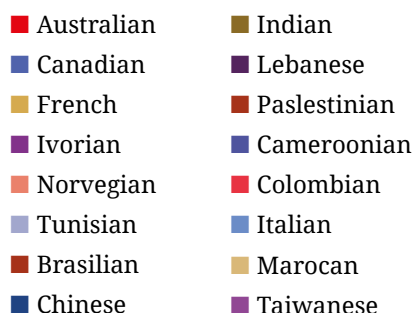 Australian
Canadian
French
Ivorian
Norvegian
Tunisian
Brasilian
Chinese
Indian
Lebanese
Paslestinian
Cameroonian
Colombian
Italian
Marocan
Taiwanese